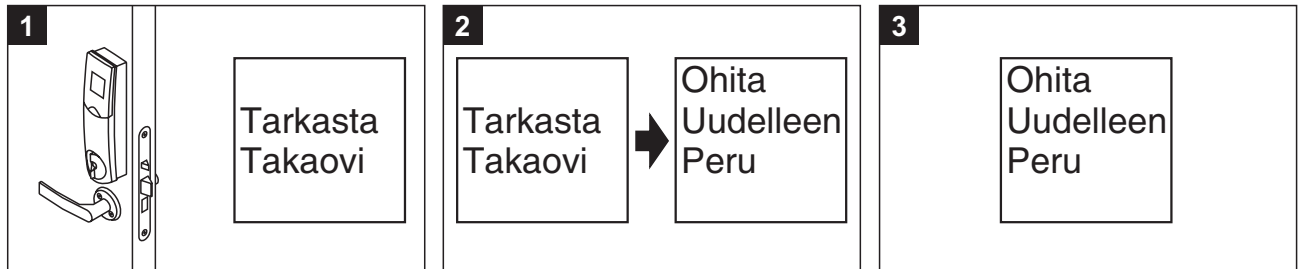 1
Tarkasta
Takaovi
2
Tarkasta
Takaovi
Ohita
Uudelleen
Peru
3
Ohita
Uudelleen
Peru